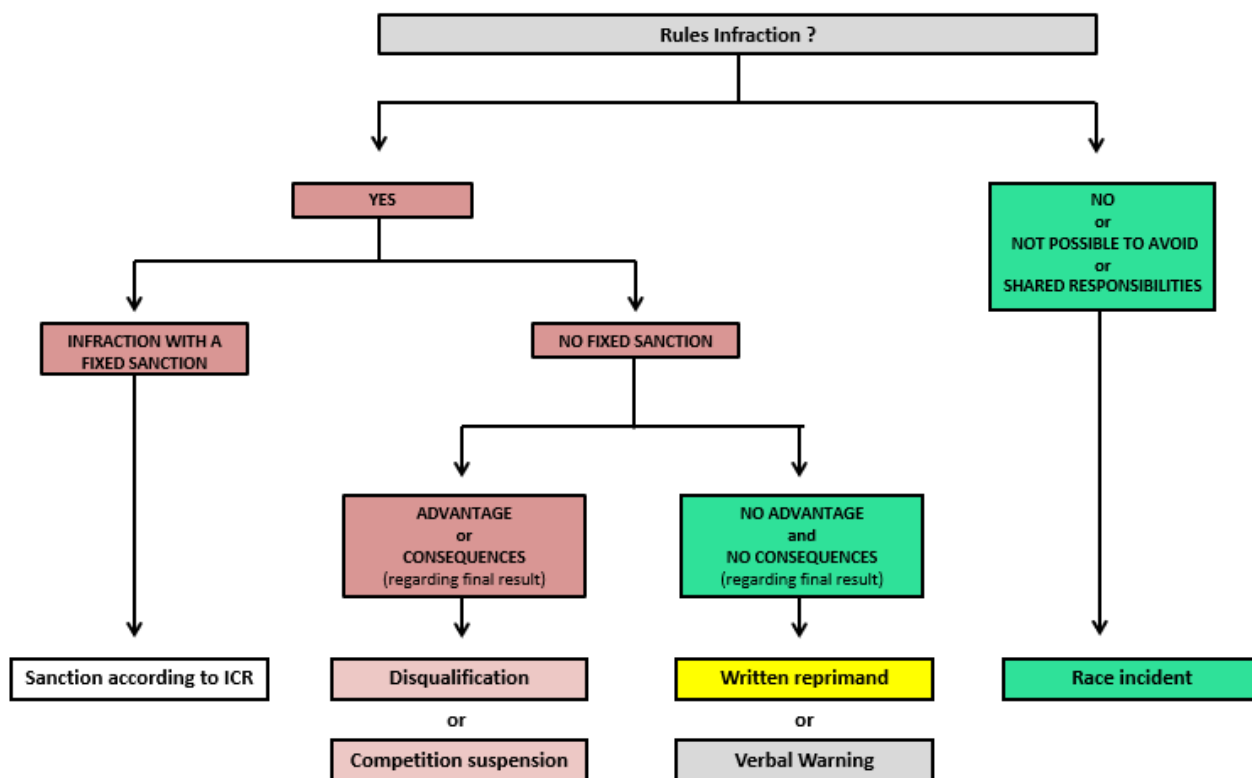 Rules Infraction ?
YES
NO
or
NOT POSSIBLE TO AVOID
or
SHARED RESPONSIBILITIES
INFRACTION WITH A
FIXED SANCTION
NO FIXED SANCTION
ADVANTAGE
or
CONSEQUENCES
(regarding final result)
NO ADVANTAGE
and
NO CONSEQUENCES
(regarding final result)
Sanction according to ICR
Disqualification
or
Competition suspension
Written reprimand
or
Verbal Warning
Race incident